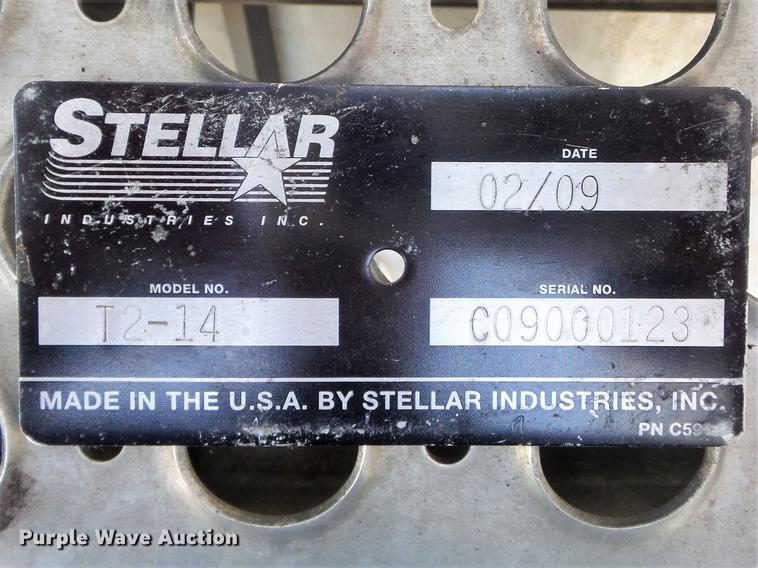 STELLAR
INDUSTRIES INC.
DATE
02/09
MODEL NO.
T2-14
SERIAL NO.
C09000123
MADE IN THE U.S.A. BY STELLAR INDUSTRIES, INC.
PN
Purple Wave Auction